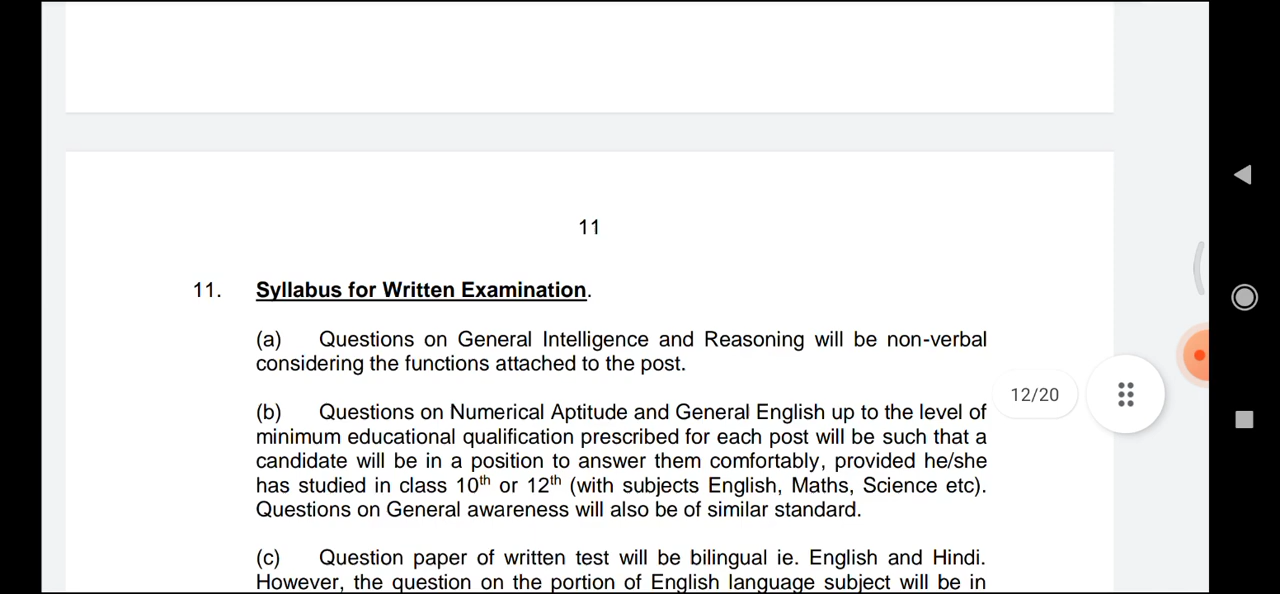 11
11. Syllabus for Written Examination.
(a) Questions on General Intelligence and Reasoning will be non-verbal
considering the functions attached to the post.
(b) Questions on Numerical Aptitude and General English up to the level of
minimum educational qualification prescribed for each post will be such that a
candidate will be in a position to answer them comfortably, provided he/she
has studied in class 10th or 12th (with subjects English, Maths, Science etc).
Questions on General awareness will also be of similar standard.
(c) Question paper of written test will be bilingual ie. English and Hindi.
However, the question on the portion of English language subject will be in
12/20